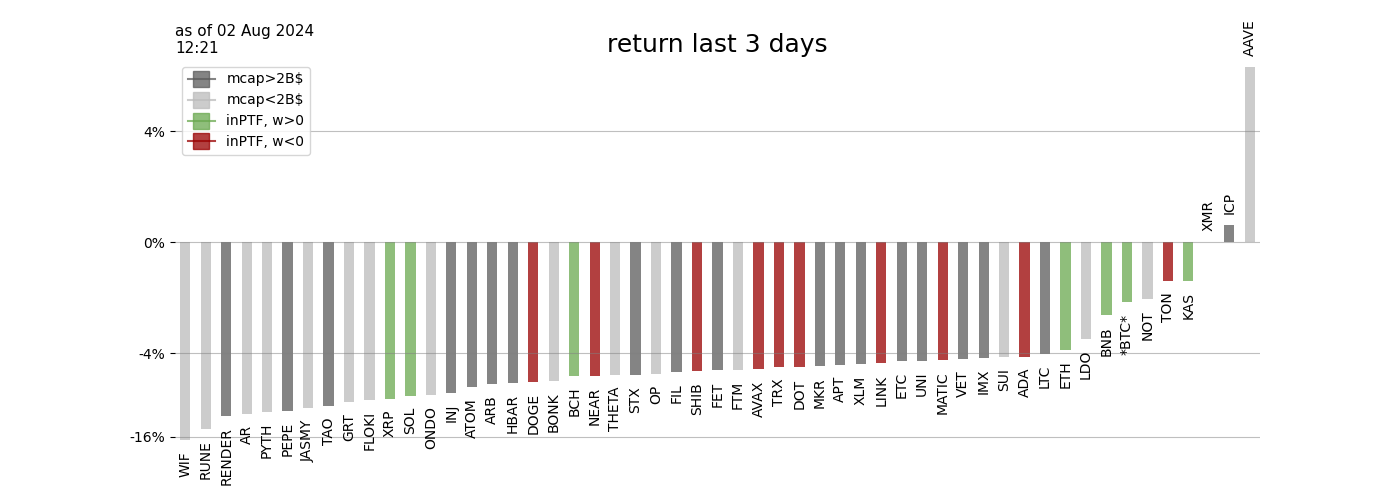 as of 02 Aug 2024
12:21
return last 3 days
mcap>2B$
mcap<2B$
inPTF, w>0
inPTF, w<0
4%
0%
-4%
-16%
WIF
RUNE
RENDER
AR
PYTH
PEPE
JASMY
TAO
GRT
FLOKI
XRP
SOL
ONDO
INJ
ATOM
ARB
HBAR
DOGE
BONK
BCH
NEAR
THETA
STX
OP
FIL
SHIB
FET
FTM
AVAX
TRX
DOT
MKR
APT
XLM
LINK
ETC
UNI
MATIC
VET
IMX
SUI
ADA
LTC
ETH
LDO
BNB
*BTC*
NOT
TON
KAS
XMR
ICP
AAVE